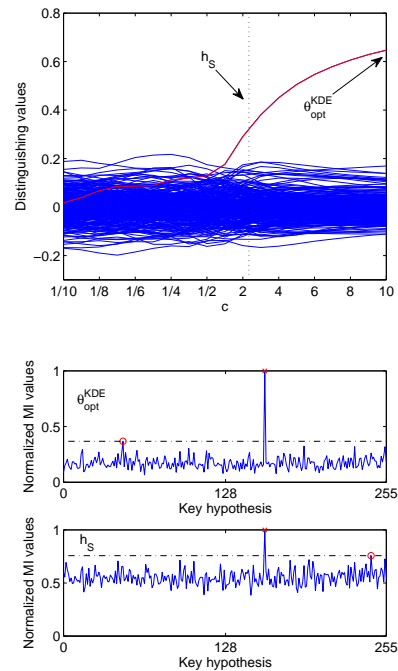 0.8
0.6
0.4
0.2
0
−0.2
Distinguishing values
h_S
θ_opt^KDE
1/10 1/8 1/6 1/4 1/2 2 4 6 8 10
c
1
0.5
0
Normalized MI values
θ_opt^KDE
0 128 255
Key hypothesis
1
0.5
0
Normalized MI values
h_S
0 128 255
Key hypothesis